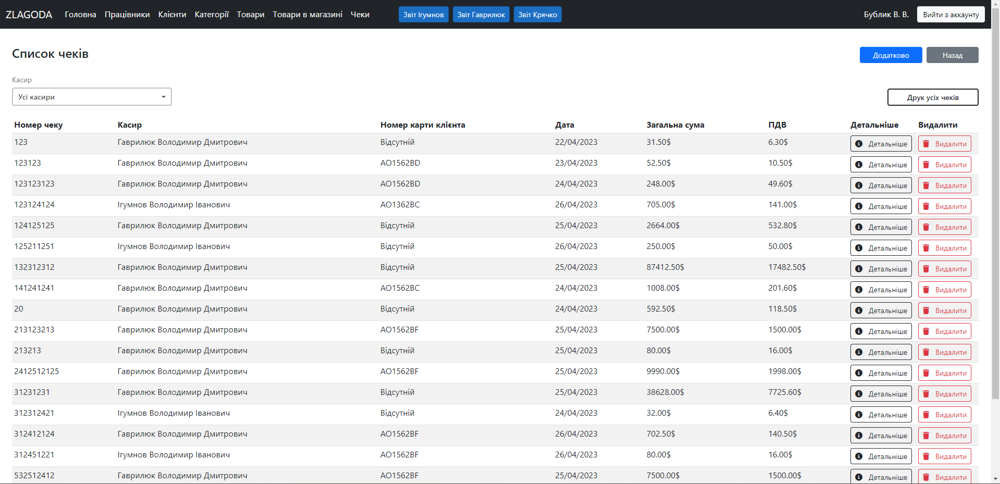 ZLAGODA Головна Працівники Клієнти Категорії Товари Товари в магазині Чеки Звіт Ігумнов Звіт Гаврилюк Звіт Крячко Бублик В. В. Вийти з аккаунту
Список чеків Додатково Назад
Касир
Усі касири Друк усіх чеків
Номер чеку Касир Номер карти клієнта Дата Загальна сума ПДВ Детальніше Видалити
123 Гаврилюк Володимир Дмитрович Відсутній 22/04/2023 31.50$ 6.30$ Детальніше Видалити
123123 Гаврилюк Володимир Дмитрович AO1562BD 23/04/2023 52.50$ 10.50$ Детальніше Видалити
123123123 Гаврилюк Володимир Дмитрович AO1562BD 24/04/2023 248.00$ 49.60$ Детальніше Видалити
123124124 Ігумнов Володимир Іванович AO1362BC 26/04/2023 705.00$ 141.00$ Детальніше Видалити
124125125 Гаврилюк Володимир Дмитрович Відсутній 25/04/2023 2664.00$ 532.80$ Детальніше Видалити
125211251 Ігумнов Володимир Іванович Відсутній 26/04/2023 250.00$ 50.00$ Детальніше Видалити
132312312 Гаврилюк Володимир Дмитрович Відсутній 25/04/2023 87412.50$ 17482.50$ Детальніше Видалити
141241241 Гаврилюк Володимир Дмитрович AO1562BC 24/04/2023 1008.00$ 201.60$ Детальніше Видалити
20 Гаврилюк Володимир Дмитрович Відсутній 24/04/2023 592.50$ 118.50$ Детальніше Видалити
213123213 Гаврилюк Володимир Дмитрович AO1562BF 25/04/2023 7500.00$ 1500.00$ Детальніше Видалити
213213 Гаврилюк Володимир Дмитрович Відсутній 25/04/2023 80.00$ 16.00$ Детальніше Видалити
2412512125 Гаврилюк Володимир Дмитрович AO1562BF 25/04/2023 9990.00$ 1998.00$ Детальніше Видалити
31231231 Гаврилюк Володимир Дмитрович Відсутній 25/04/2023 38628.00$ 7725.60$ Детальніше Видалити
312312421 Ігумнов Володимир Іванович Відсутній 24/04/2023 32.00$ 6.40$ Детальніше Видалити
312412124 Гаврилюк Володимир Дмитрович AO1562BF 26/04/2023 702.50$ 140.50$ Детальніше Видалити
312451221 Ігумнов Володимир Іванович AO1562BF 26/04/2023 80.00$ 16.00$ Детальніше Видалити
532512412 Гаврилюк Володимир Дмитрович AO1562BF 25/04/2023 7500.00$ 1500.00$ Детальніше Видалити